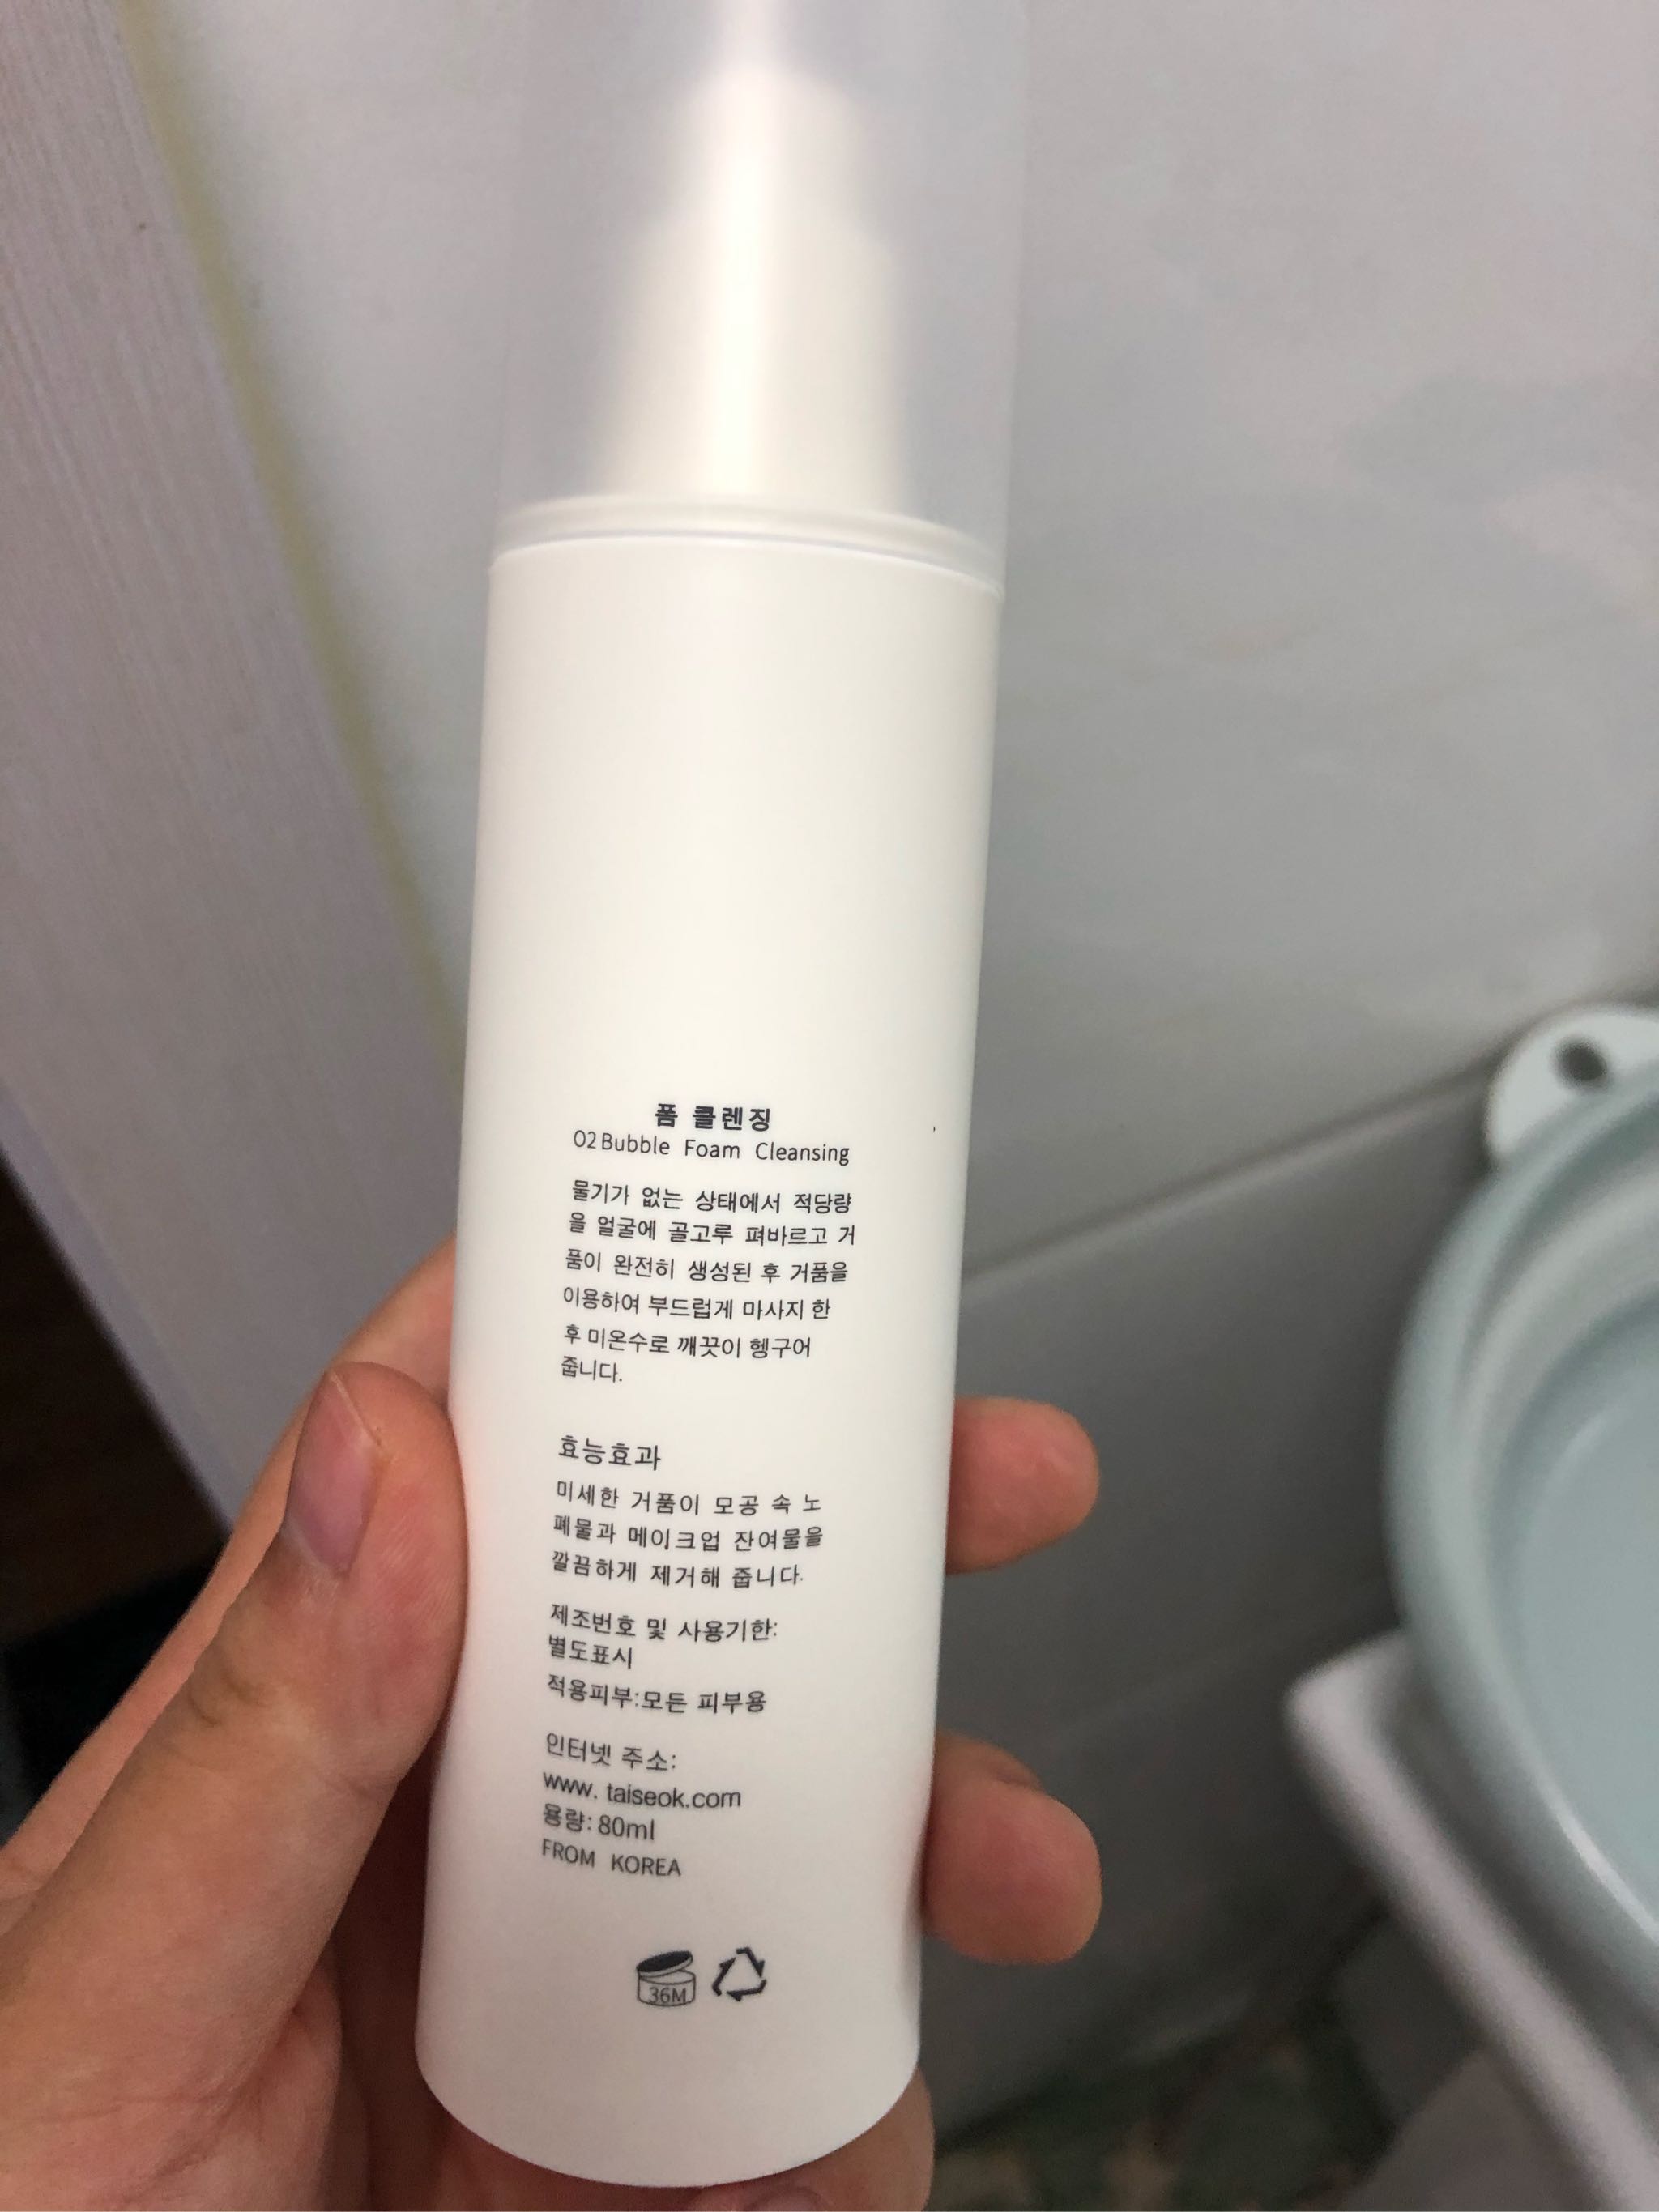 폼 클렌징
O2 Bubble Foam Cleansing
물기가 없는 상태에서 적당량
을 얼굴에 골고루 펴바르고 거
품이 완전히 생성된 후 거품을
이용하여 부드럽게 마사지 한
후 미온수로 깨끗이 헹구어
줍니다.
효능효과
미세한 거품이 모공 속 노
폐물과 메이크업 잔여물을
깔끔하게 제거해 줍니다.
제조번호 및 사용기한:
별도표시
적용피부:모든 피부용
인터넷 주소:
www. taiseok.com
용량: 80ml
FROM KOREA
36M